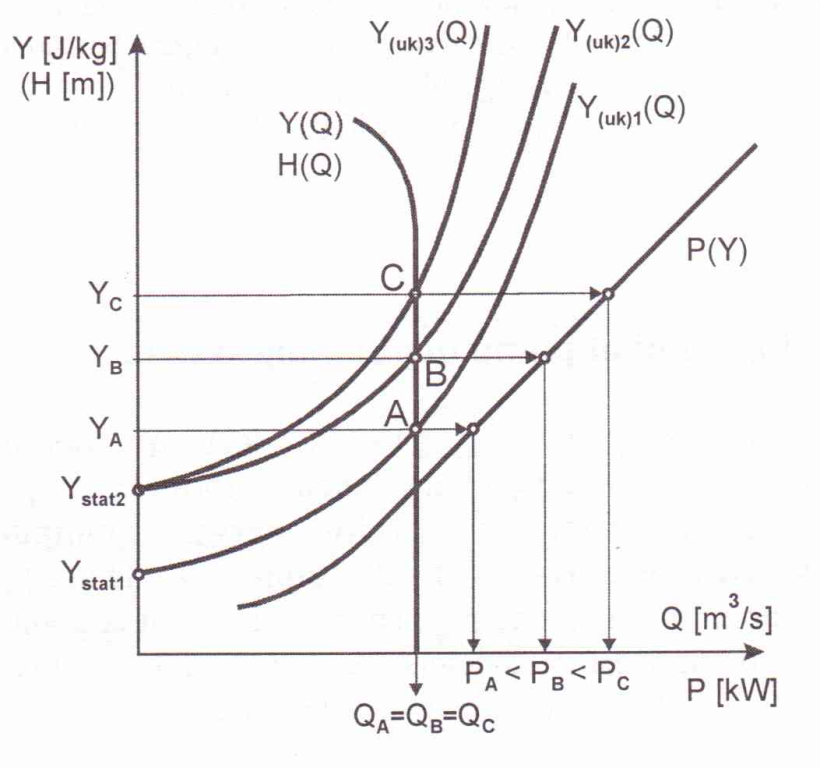 Y [J/kg]
(H [m])
Y(uk)3(Q)
Y(uk)2(Q)
Y(uk)1(Q)
Y(Q)
H(Q)
P(Y)
C
YC
B
YB
A
YA
Ystat2
Ystat1
Q [m³/s]
PA < PB < PC
P [kW]
QA=QB=QC